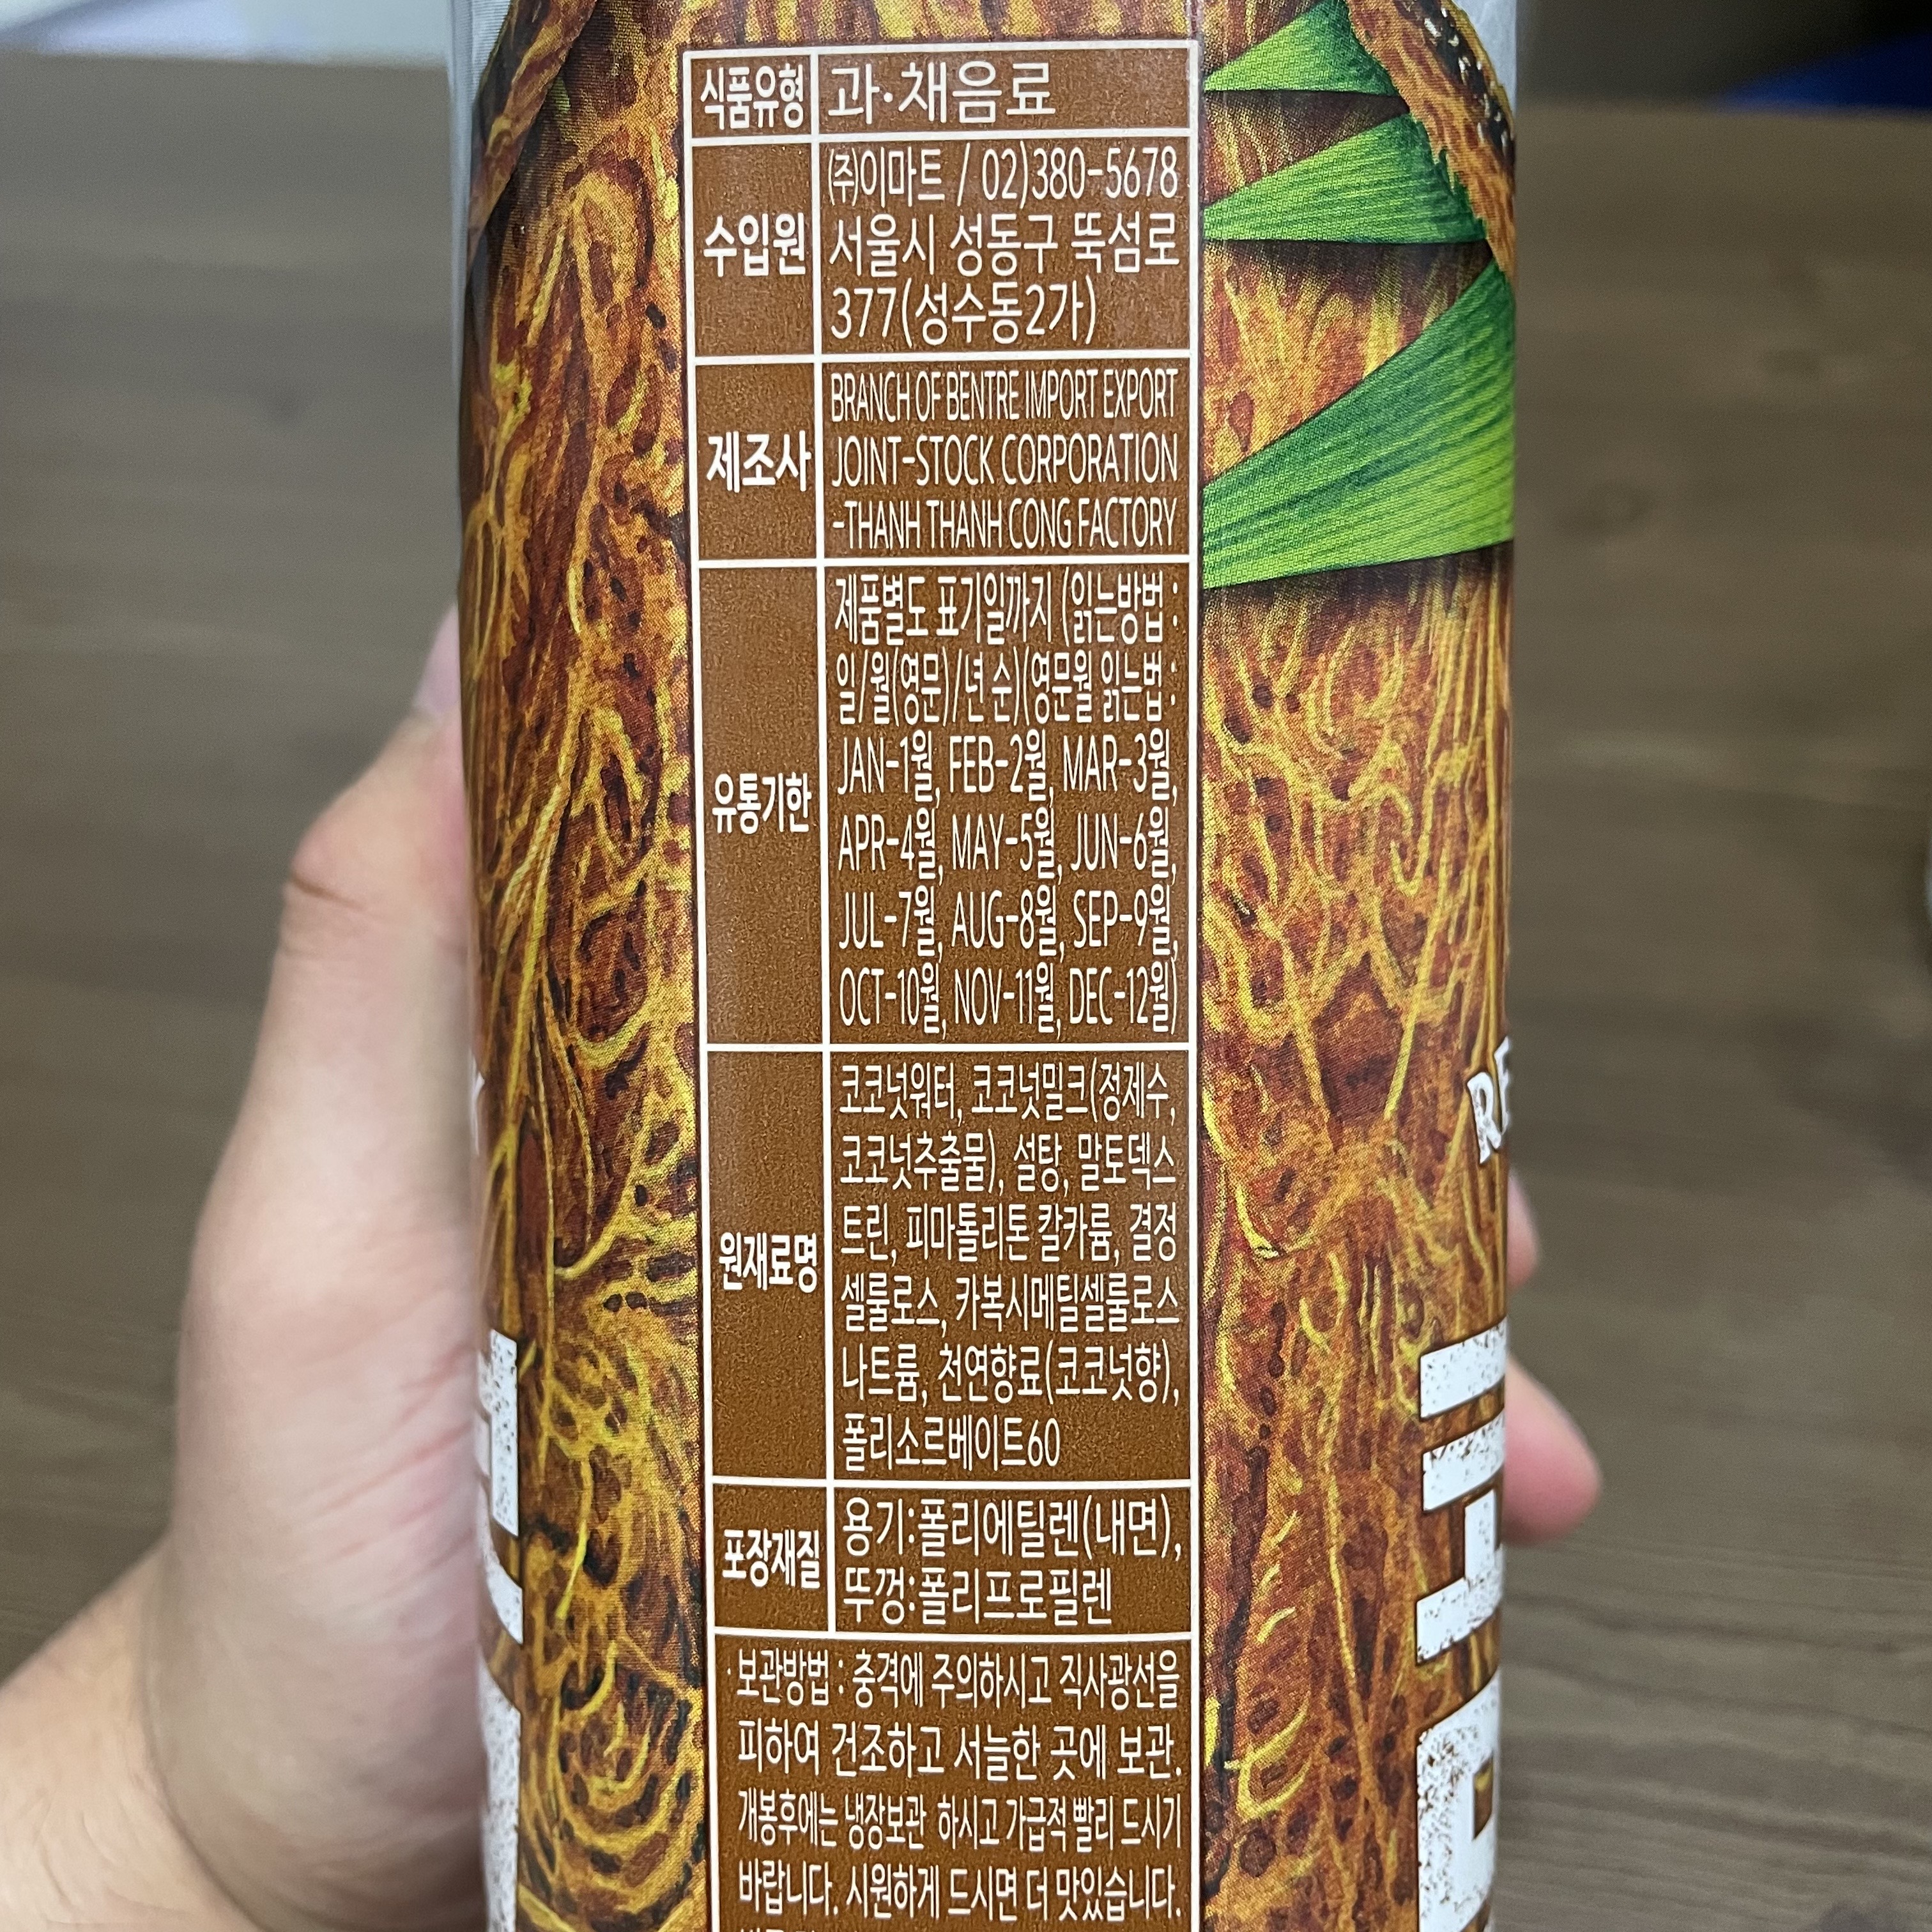 식품유형 과·채음료
수입원
㈜이마트 / 02)380-5678
서울시 성동구 뚝섬로
377(성수동2가)
제조사
BRANCH OF BENTRE IMPORT EXPORT
JOINT-STOCK CORPORATION
-THANH THANH CONG FACTORY
유통기한
제품별도 표기일까지 (읽는방법 :
일/월(영문)/년 순)(영문월 읽는법 :
JAN-1월, FEB-2월, MAR-3월,
APR-4월, MAY-5월, JUN-6월,
JUL-7월, AUG-8월, SEP-9월,
OCT-10월, NOV-11월, DEC-12월)
원재료명
코코넛워터, 코코넛밀크(정제수,
코코넛추출물), 설탕, 말토덱스
트린, 피마톨리톤 칼카륨, 결정
셀룰로스, 카복시메틸셀룰로스
나트륨, 천연향료(코코넛향),
폴리소르베이트60
포장재질
용기:폴리에틸렌(내면),
뚜껑:폴리프로필렌
·보관방법 : 충격에 주의하시고 직사광선을
피하여 건조하고 서늘한 곳에 보관.
개봉후에는 냉장보관 하시고 가급적 빨리 드시기
바랍니다. 시원하게 드시면 더 맛있습니다.
RE